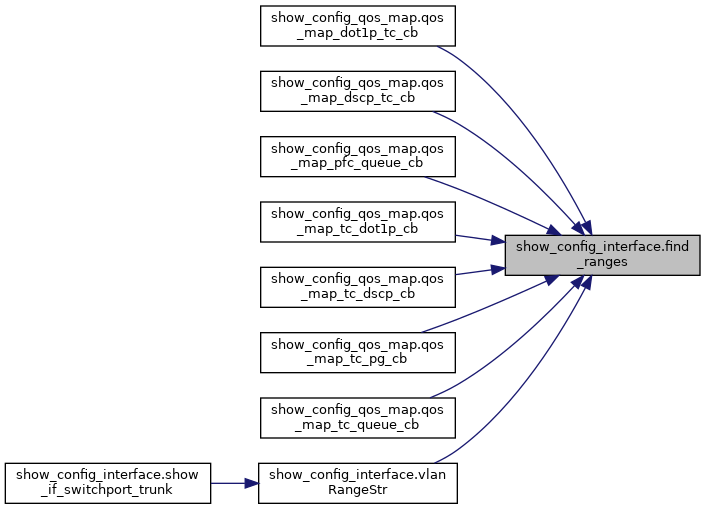 show_config_qos_map.qos
_map_dot1p_tc_cb
show_config_qos_map.qos
_map_dscp_tc_cb
show_config_qos_map.qos
_map_pfc_queue_cb
show_config_qos_map.qos
_map_tc_dot1p_cb
show_config_interface.find
_ranges
show_config_qos_map.qos
_map_tc_dscp_cb
show_config_qos_map.qos
_map_tc_pg_cb
show_config_qos_map.qos
_map_tc_queue_cb
show_config_interface.show
_if_switchport_trunk
show_config_interface.vlan
RangeStr